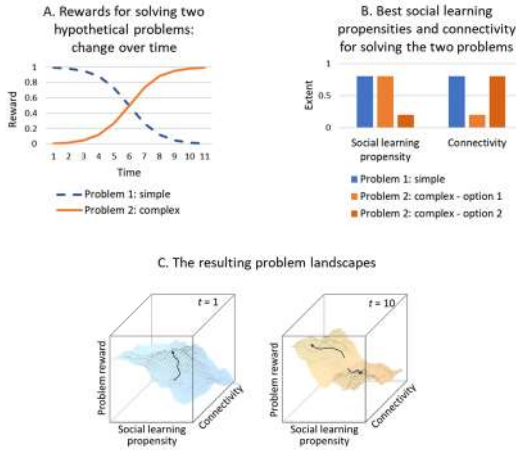 A. Rewards for solving two
hypothetical problems:
change over time
1
0.8
0.6
0.4
0.2
0
Reward
1 2 3 4 5 6 7 8 9 10 11
Time
Problem 1: simple
Problem 2: complex
B. Best social learning
propensities and connectivity
for solving the two problems
1
0.5
0
Extent
Social learning
propensity
Connectivity
Problem 1: simple
Problem 2: complex - option 1
Problem 2: complex - option 2
C. The resulting problem landscapes
t = 1
Problem reward
Social learning
propensity
Connectivity
t = 10
Problem reward
Social learning
propensity
Connectivity